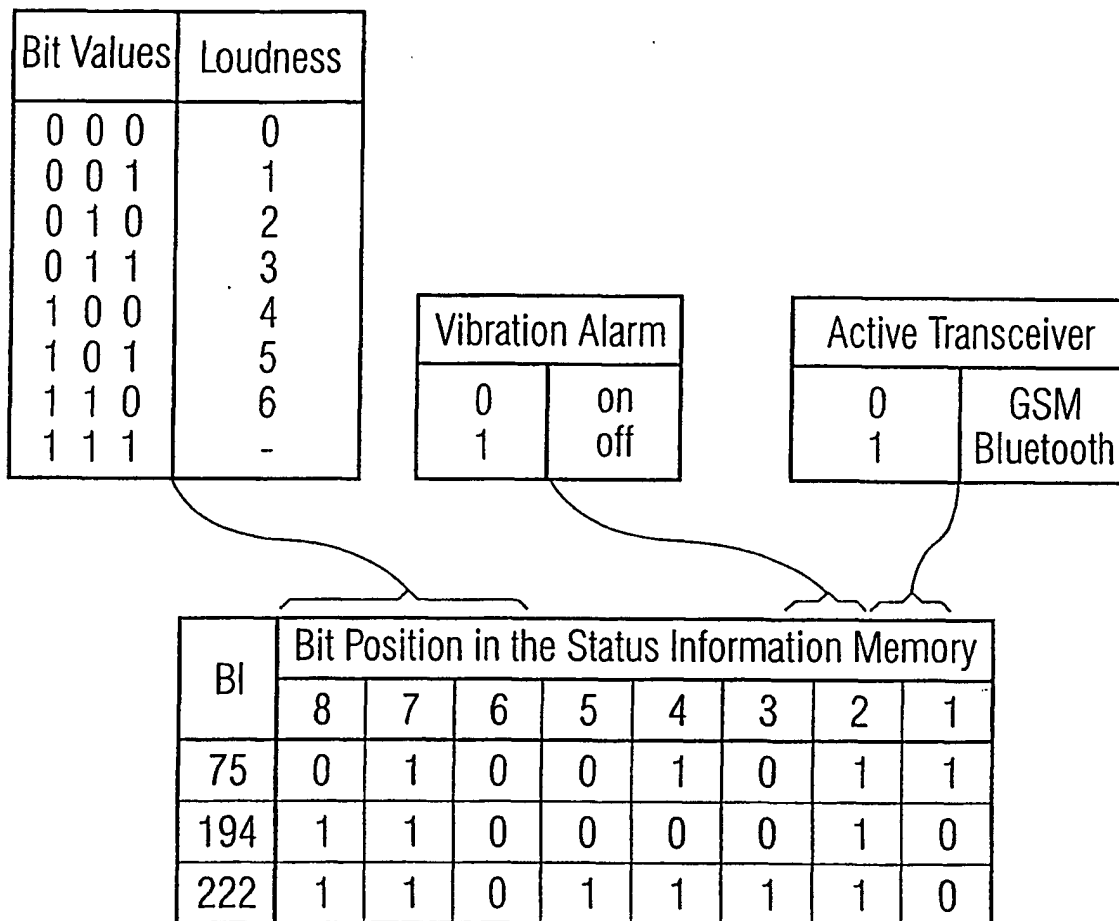 Bit Values Loudness
0 0 0 0
0 0 1 1
0 1 0 2
0 1 1 3
1 0 0 4
1 0 1 5
1 1 0 6
1 1 1 -
Vibration Alarm
0 on
1 off
Active Transceiver
0 GSM
1 Bluetooth
BI Bit Position in the Status Information Memory
8 7 6 5 4 3 2 1
75 0 1 0 0 1 0 1 1
194 1 1 0 0 0 0 1 0
222 1 1 0 1 1 1 1 0